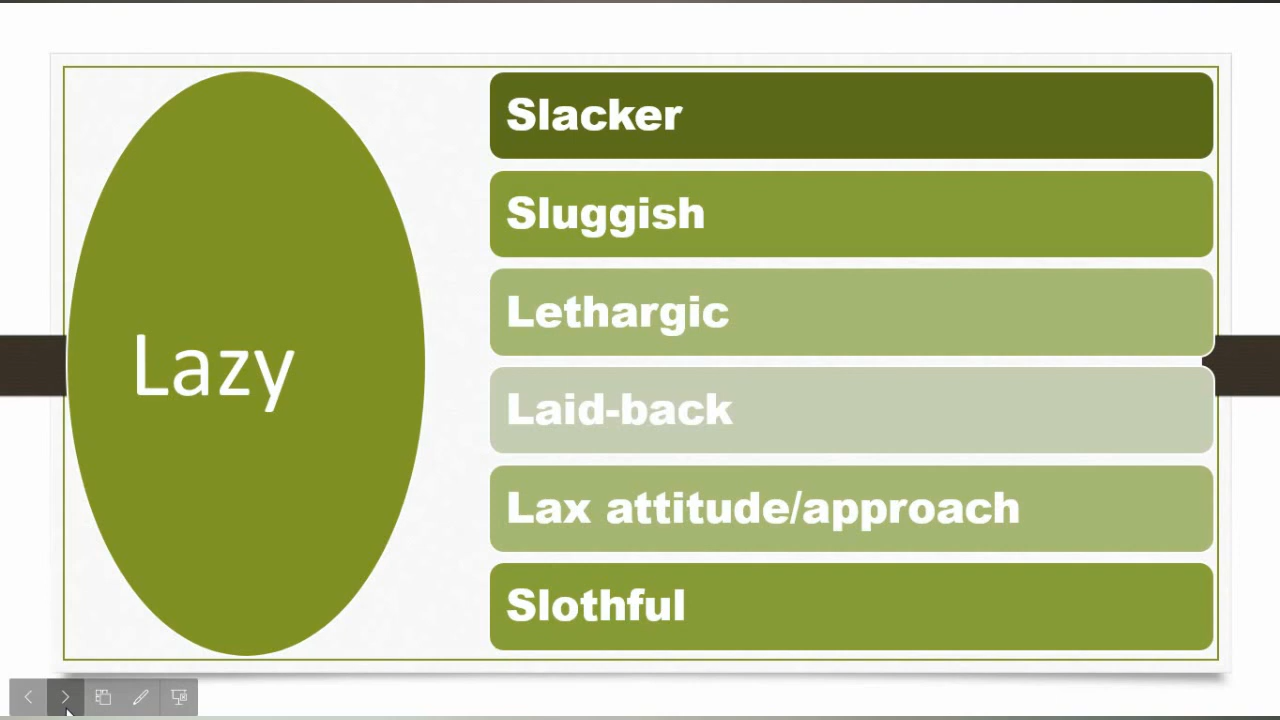 Lazy
Slacker
Sluggish
Lethargic
Laid-back
Lax attitude/approach
Slothful